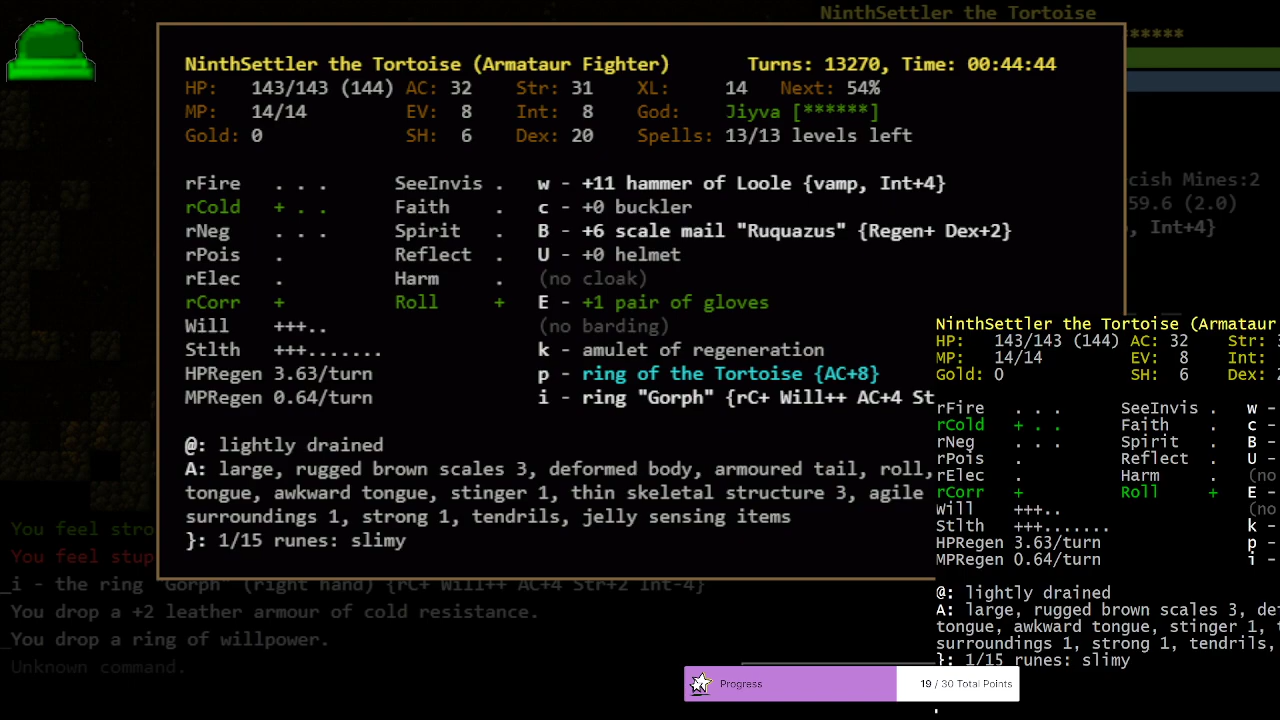 NinthSettler the Tortoise
*****
NinthSettler the Tortoise (Armataur Fighter) Turns: 13270, Time: 00:44:44
HP: 143/143 (144) AC: 32 Str: 31 XL: 14 Next: 54%
MP: 14/14 EV: 8 Int: 8 God: Jiyva [******]
Gold: 0 SH: 6 Dex: 20 Spells: 13/13 levels left
rFire . . . SeeInvis . w - +11 hammer of Loole {vamp, Int+4}
rCold + . . Faith . c - +0 buckler
rNeg . . . Spirit . B - +6 scale mail "Ruquazus" {Regen+ Dex+2}
rPois . Reflect . U - +0 helmet
rElec . Harm . (no cloak)
rCorr + Roll + E - +1 pair of gloves
Will +++.. (no barding)
Stlth +++....... k - amulet of regeneration
HPRegen 3.63/turn p - ring of the Tortoise {AC+8}
MPRegen 0.64/turn i - ring "Gorph" {rC+ Will++ AC+4 St
@: lightly drained
A: large, rugged brown scales 3, deformed body, armoured tail, roll,
tongue, awkward tongue, stinger 1, thin skeletal structure 3, agile
surroundings 1, strong 1, tendrils, jelly sensing items
}: 1/15 runes: slimy
cish Mines:2
59.6 (2.0)
, Int+4}
You feel stro
You feel stup
_i - the ring "Gorph" (right hand) {rC+ Will++ AC+4 Str+2 Int-4}
You drop a +2 leather armour of cold resistance.
_You drop a ring of willpower.
Unknown command.
NinthSettler the Tortoise (Armataur
HP: 143/143 (144) AC: 32 Str: 3
MP: 14/14 EV: 8 Int:
Gold: 0 SH: 6 Dex: 2
rFire . . . SeeInvis . w -
rCold + . . Faith . c -
rNeg . . . Spirit . B -
rPois . Reflect . U -
rElec . Harm . (no
rCorr + Roll + E -
Will +++.. (no
Stlth +++....... k -
HPRegen 3.63/turn p -
MPRegen 0.64/turn i -
@: lightly drained
A: large, rugged brown scales 3, de
tongue, awkward tongue, stinger 1, t
surroundings 1, strong 1, tendrils,
}: 1/15 runes: slimy
Progress 19 / 30 Total Points